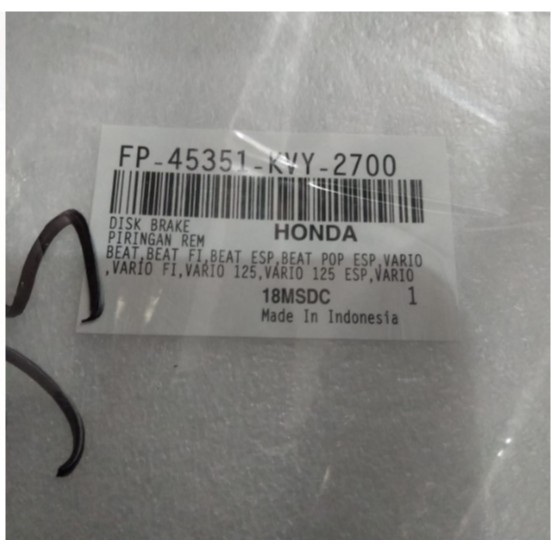 FP-45351-KVY-2700
DISK BRAKE
PIRINGAN REM HONDA
BEAT,BEAT FI,BEAT ESP,BEAT POP ESP,VARIO
,VARIO FI,VARIO 125,VARIO 125 ESP,VARIO
18MSDC 1
Made In Indonesia